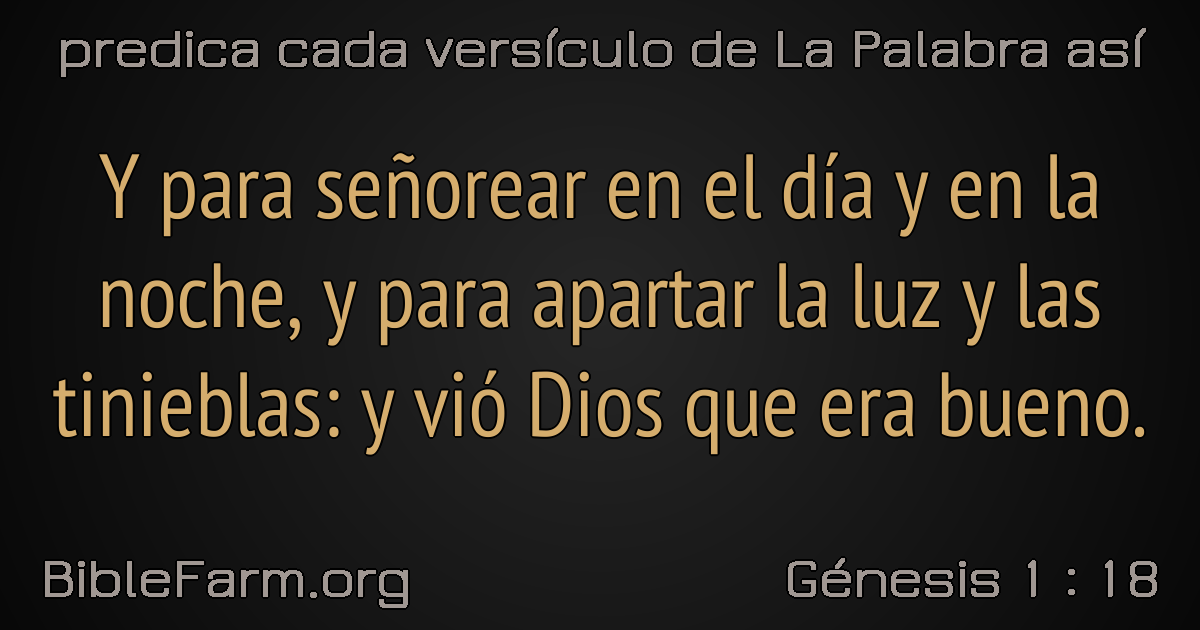 predica cada versículo de La Palabra así
Y para señorear en el día y en la
noche, y para apartar la luz y las
tinieblas: y vió Dios que era bueno.
BibleFarm.org
Génesis 1 : 18